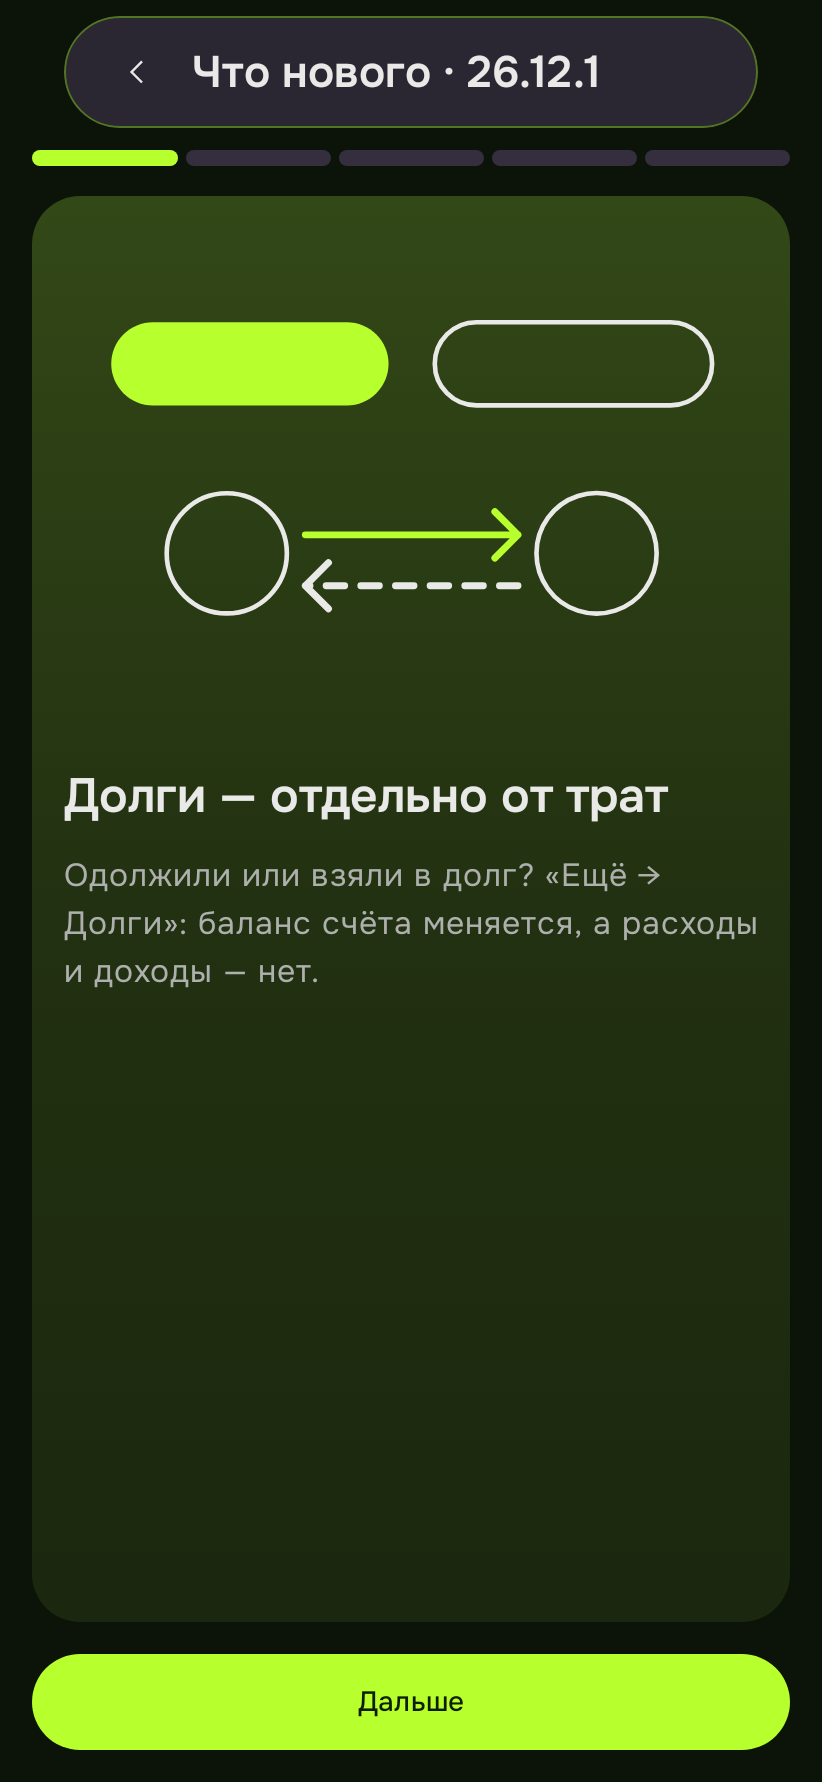 Что нового · 26.12.1
Долги — отдельно от трат
Одолжили или взяли в долг? «Ещё →
Долги»: баланс счёта меняется, а расходы
и доходы — нет.
Дальше